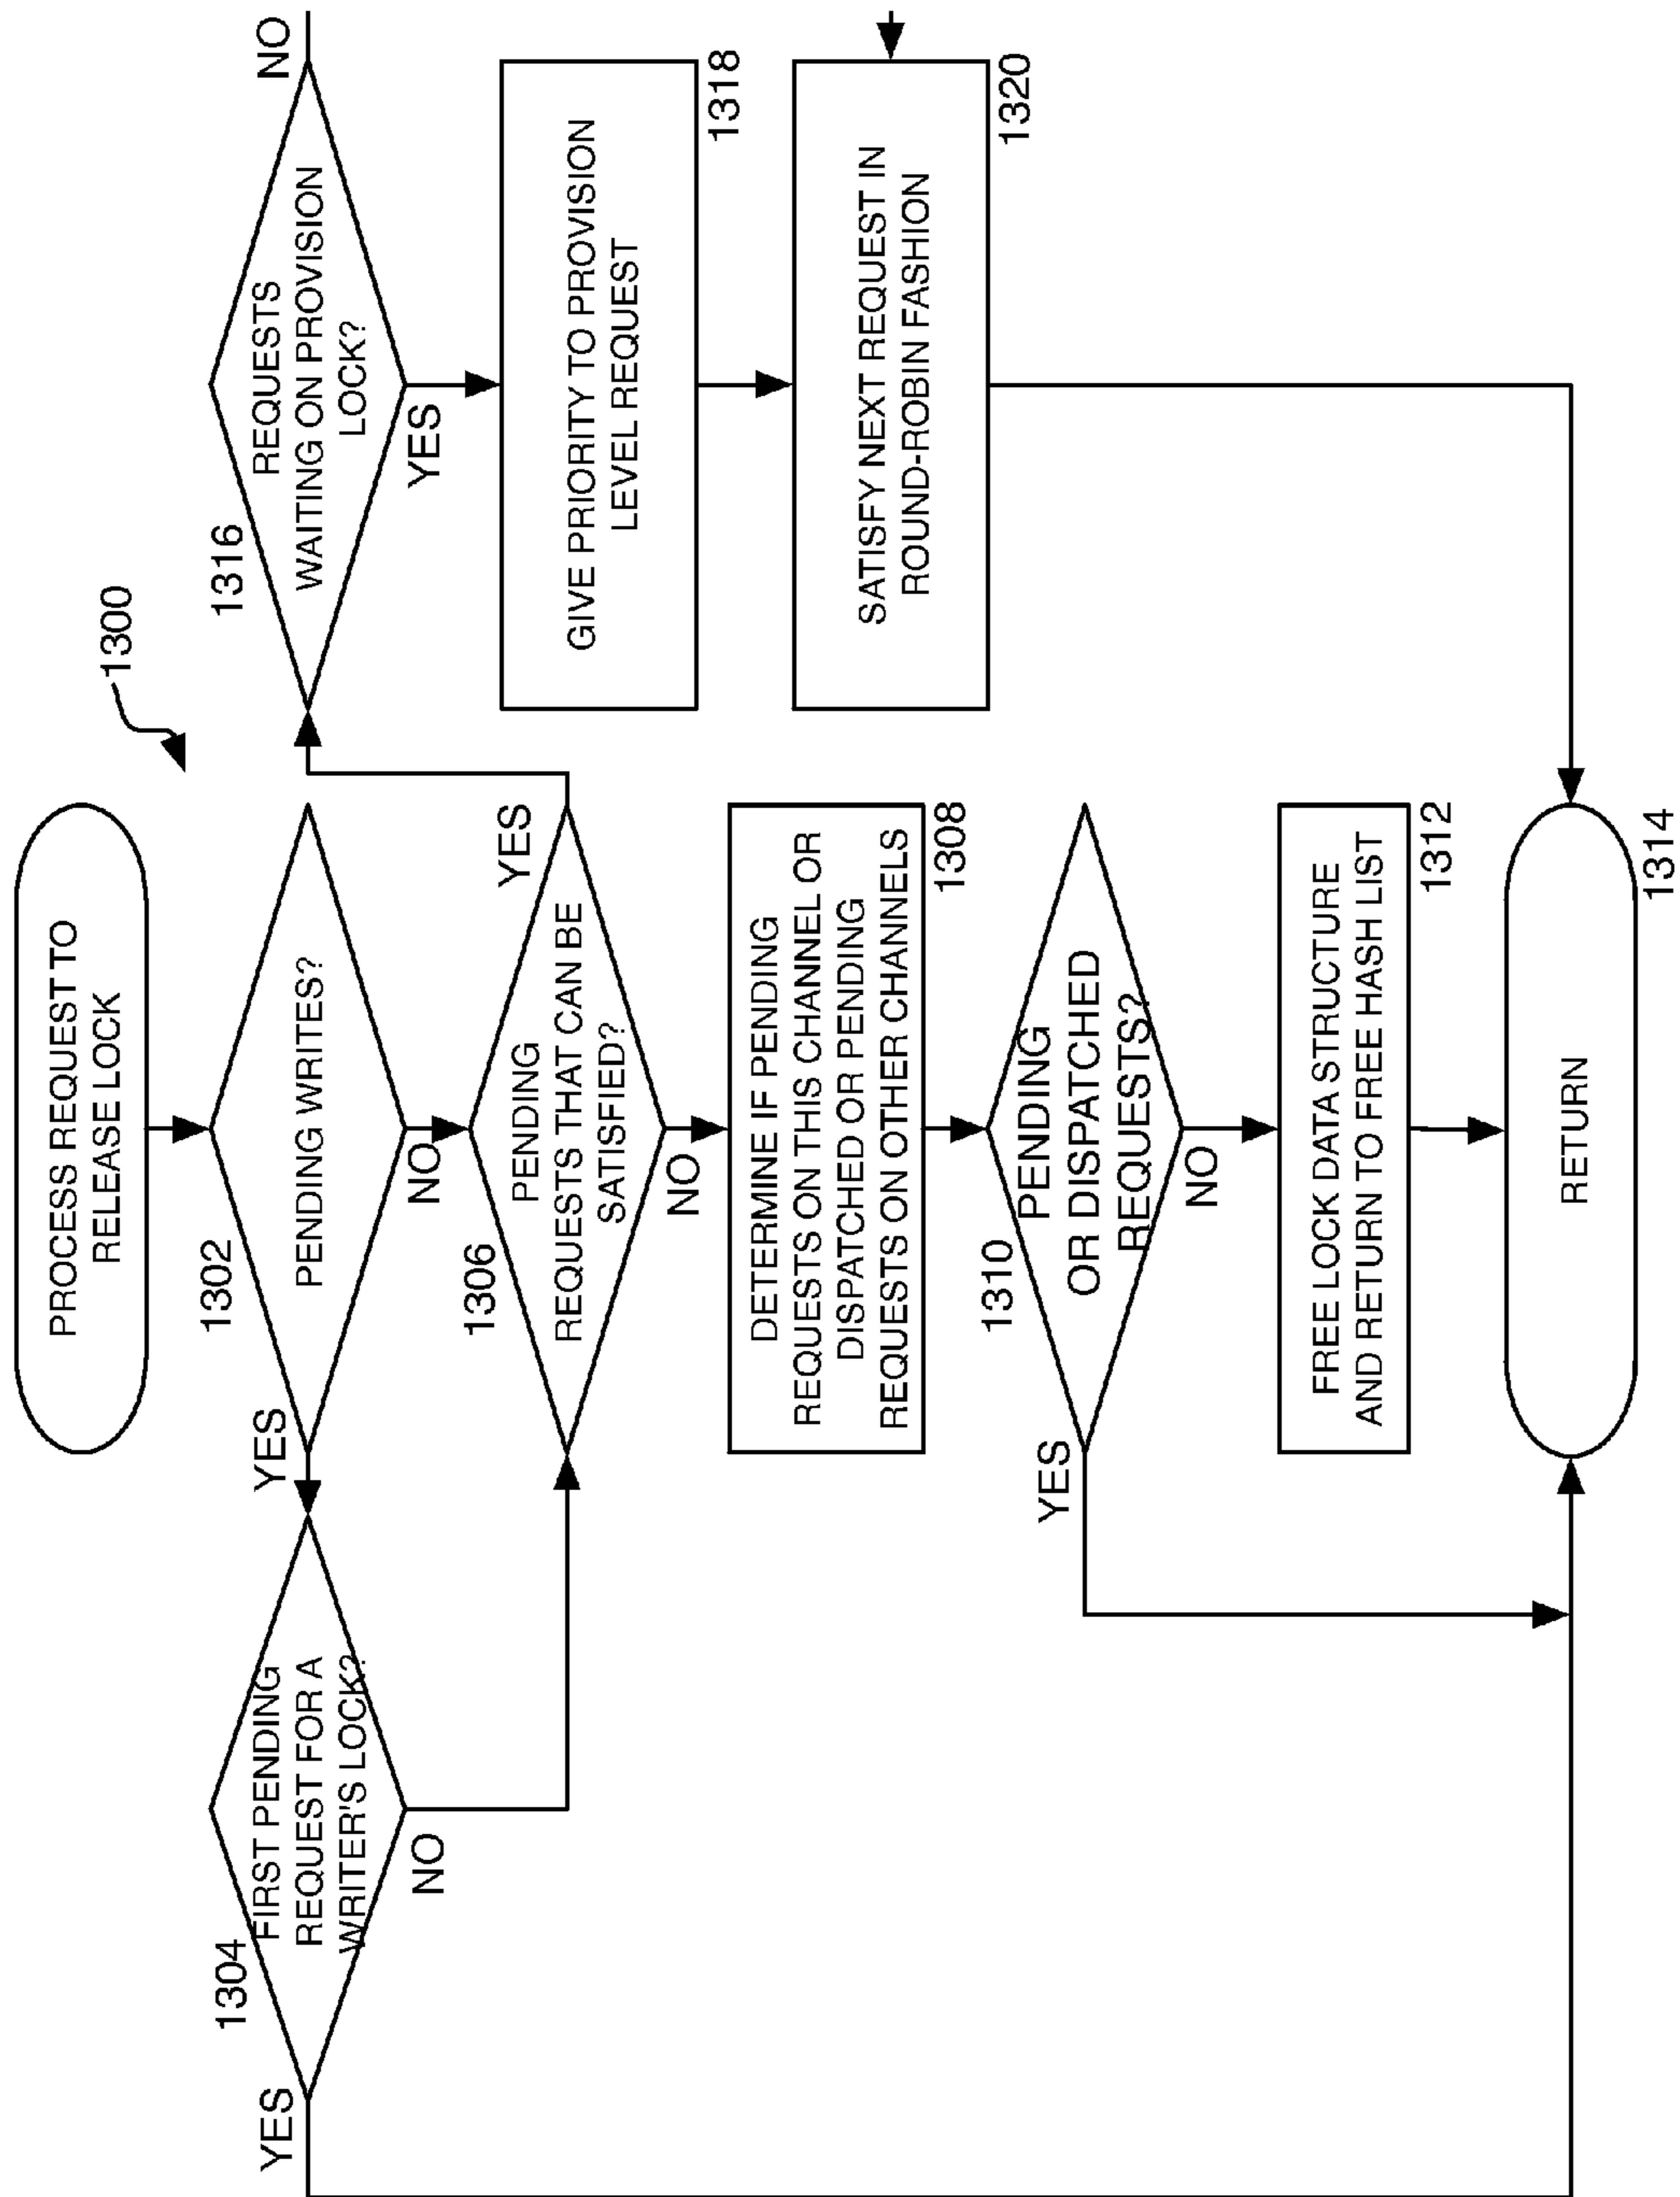 1300
PROCESS REQUEST TO
RELEASE LOCK
1302
PENDING WRITES?
YES
NO
1304
FIRST PENDING
REQUEST FOR A
WRITER'S LOCK?
YES
NO
1306
PENDING
REQUESTS THAT CAN BE
SATISFIED?
YES
NO
DETERMINE IF PENDING
REQUESTS ON THIS CHANNEL OR
DISPATCHED OR PENDING
REQUESTS ON OTHER CHANNELS
1308
1310
PENDING
OR DISPATCHED
REQUESTS?
YES
NO
FREE LOCK DATA STRUCTURE
AND RETURN TO FREE HASH LIST
1312
RETURN
1314
1316
REQUESTS
WAITING ON PROVISION
LOCK?
NO
YES
GIVE PRIORITY TO PROVISION
LEVEL REQUEST
1318
SATISFY NEXT REQUEST IN
ROUND-ROBIN FASHION
1320